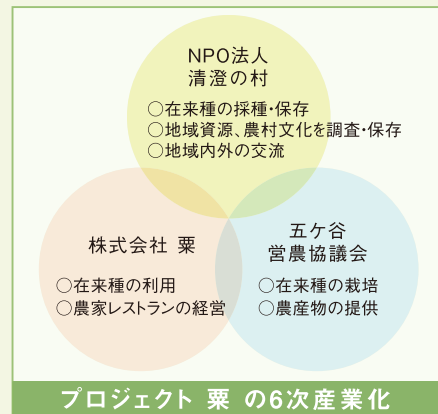 NPO法人
清澄の村
○在来種の採種・保存
○地域資源、農村文化を調査・保存
○地域内外の交流
株式会社 粟
○在来種の利用
○農家レストランの経営
五ケ谷
営農協議会
○在来種の栽培
○農産物の提供
プロジェクト 粟 の6次産業化